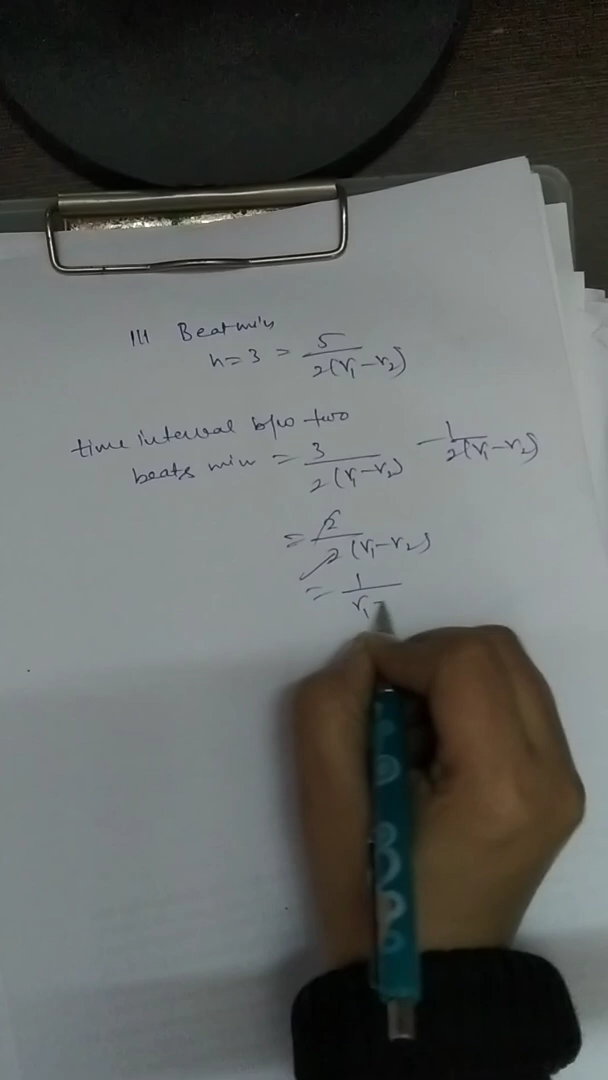 III Beat min
n=3 = 5/2(ν₁-ν₂)
time interval b/w two
beats min = 3/2(ν₁-ν₂) - 1/2(ν₁-ν₂)
= 2/2(ν₁-ν₂)
= 1/ν₁-